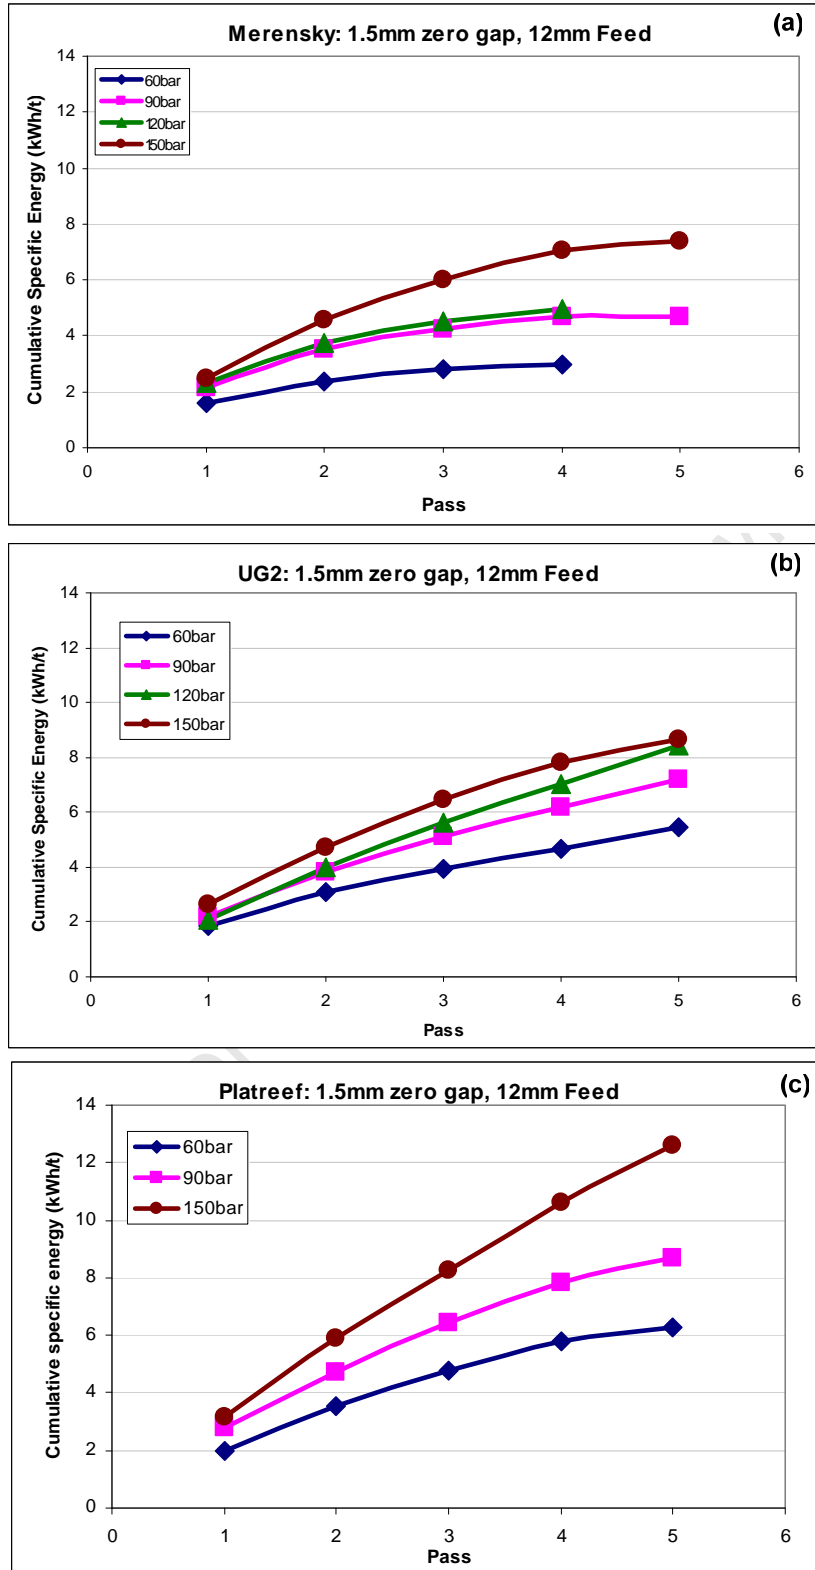 (a)
Merensky: 1.5mm zero gap, 12mm Feed
14
12
10
8
6
4
2
0
60bar
90bar
120bar
150bar
Cumulative Specific Energy (kWh/t)
0 1 2 3 4 5 6
Pass
(b)
UG2: 1.5mm zero gap, 12mm Feed
14
12
10
8
6
4
2
0
60bar
90bar
120bar
150bar
Cumulative Specific Energy (kWh/t)
0 1 2 3 4 5 6
Pass
(c)
Platreef: 1.5mm zero gap, 12mm Feed
14
12
10
8
6
4
2
0
60bar
90bar
150bar
Cumulative specific energy (kWh/t)
0 1 2 3 4 5 6
Pass